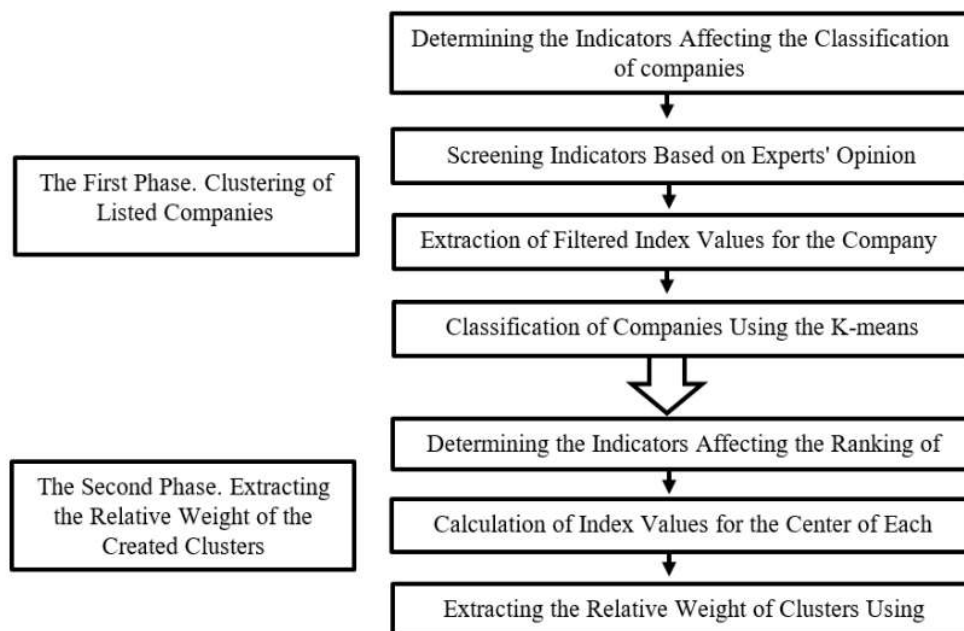 Determining the Indicators Affecting the Classification
of companies
Screening Indicators Based on Experts' Opinion
The First Phase. Clustering of
Listed Companies
Extraction of Filtered Index Values for the Company
Classification of Companies Using the K-means
Determining the Indicators Affecting the Ranking of
The Second Phase. Extracting
the Relative Weight of the
Created Clusters
Calculation of Index Values for the Center of Each
Extracting the Relative Weight of Clusters Using